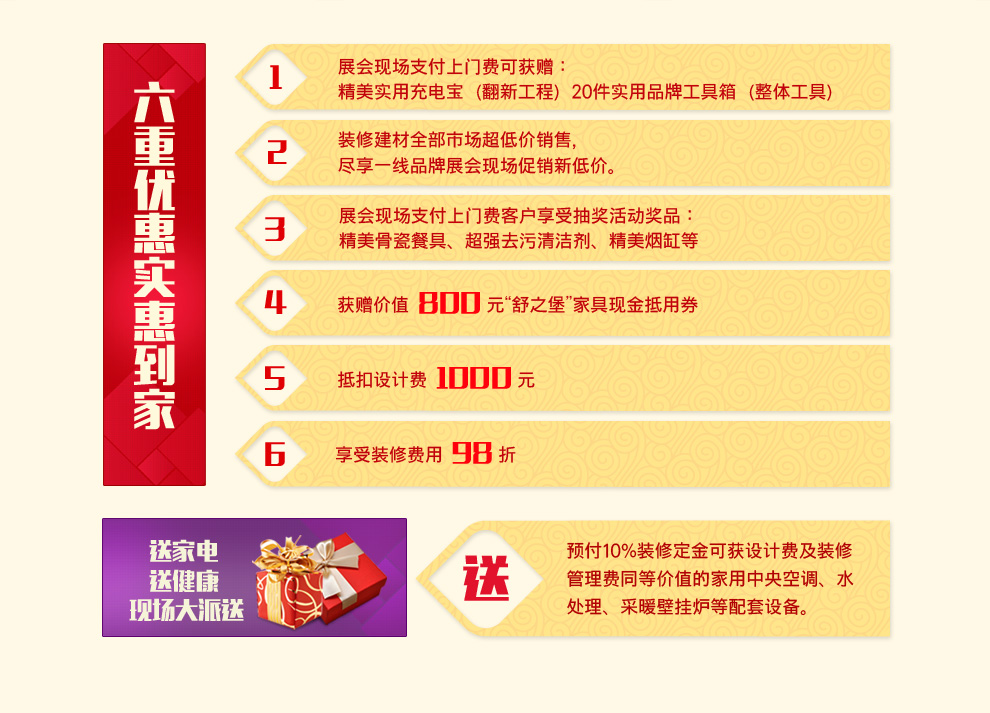 六重优惠实惠到家
1
展会现场支付上门费可获赠：
精美实用充电宝（翻新工程）20件实用品牌工具箱（整体工具）
2
装修建材全部市场超低价销售，
尽享一线品牌展会现场促销新低价。
3
展会现场支付上门费客户享受抽奖活动奖品：
精美骨瓷餐具、超强去污清洁剂、精美烟缸等
4
获赠价值 800 元“舒之堡”家具现金抵用券
5
抵扣设计费 1000 元
6
享受装修费用 98 折
送家电
送健康
现场大派送
送
预付10%装修定金可获设计费及装修
管理费同等价值的家用中央空调、水
处理、采暖壁挂炉等配套设备。